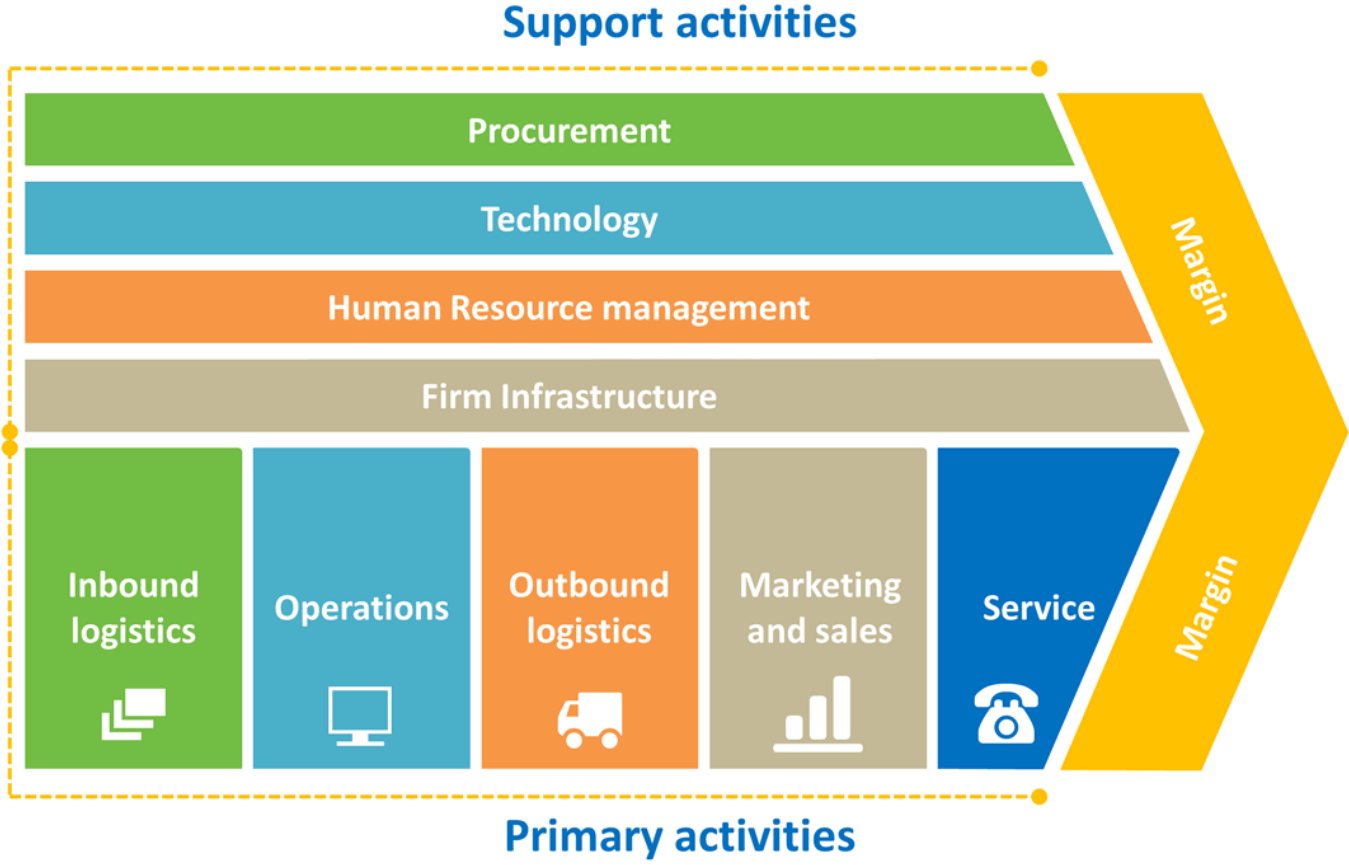 Support activities
Procurement
Technology
Human Resource management
Firm Infrastructure
Margin
Inbound
logistics
Operations
Outbound
logistics
Marketing
and sales
Service
Margin
Primary activities